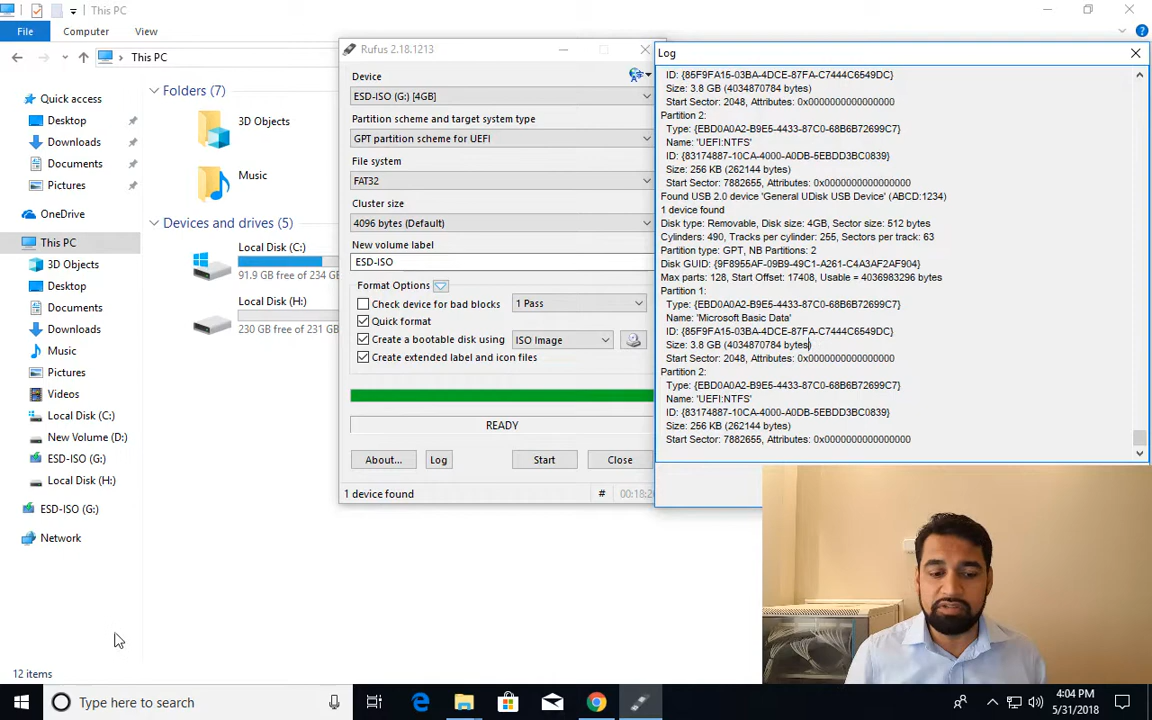 This PC
File
Computer
View
This PC
Quick access
Desktop
Downloads
Documents
Pictures
OneDrive
This PC
3D Objects
Desktop
Documents
Downloads
Music
Pictures
Videos
Local Disk (C:)
New Volume (D:)
ESD-ISO (G:)
Local Disk (H:)
ESD-ISO (G:)
Network
12 items
Folders (7)
3D Objects
Music
Devices and drives (5)
Local Disk (C:)
91.9 GB free of 234 G
Local Disk (H:)
230 GB free of 231 G
Rufus 2.18.1213
Device
ESD-ISO (G:) [4GB]
Partition scheme and target system type
GPT partition scheme for UEFI
File system
FAT32
Cluster size
4096 bytes (Default)
New volume label
ESD-ISO
Format Options
Check device for bad blocks
1 Pass
Quick format
Create a bootable disk using
ISO Image
Create extended label and icon files
READY
About...
Log
Start
Close
1 device found
#
00:18:2
Log
ID: {85F9FA15-03BA-4DCE-87FA-C7444C6549DC}
Size: 3.8 GB (4034870784 bytes)
Start Sector: 2048, Attributes: 0x0000000000000000
Partition 2:
Type: {EBD0A0A2-B9E5-4433-87C0-68B6B72699C7}
Name: 'UEFI:NTFS'
ID: {83174887-10CA-4000-A0DB-5EBDD3BC0839}
Size: 256 KB (262144 bytes)
Start Sector: 7882655, Attributes: 0x0000000000000000
Found USB 2.0 device 'General UDisk USB Device' (ABCD:1234)
1 device found
Disk type: Removable, Disk size: 4GB, Sector size: 512 bytes
Cylinders: 490, Tracks per cylinder: 255, Sectors per track: 63
Partition type: GPT, NB Partitions: 2
Disk GUID: {9F8965AF-09B9-49C1-A261-C4A3AF2AF904}
Max parts: 128, Start Offset: 17408, Usable = 4036983296 bytes
Partition 1:
Type: {EBD0A0A2-B9E5-4433-87C0-68B6B72699C7}
Name: 'Microsoft Basic Data'
ID: {85F9FA15-03BA-4DCE-87FA-C7444C6549DC}
Size: 3.8 GB (4034870784 bytes)
Start Sector: 2048, Attributes: 0x0000000000000000
Partition 2:
Type: {EBD0A0A2-B9E5-4433-87C0-68B6B72699C7}
Name: 'UEFI:NTFS'
ID: {83174887-10CA-4000-A0DB-5EBDD3BC0839}
Size: 256 KB (262144 bytes)
Start Sector: 7882655, Attributes: 0x0000000000000000
Type here to search
4:04 PM
5/31/2018